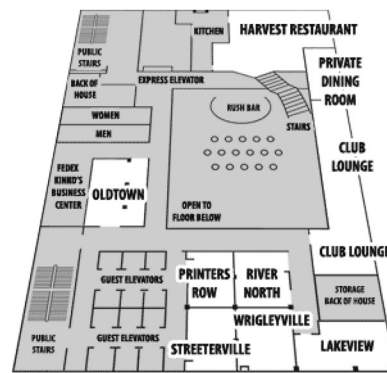 KITCHEN
HARVEST RESTAURANT
PUBLIC
STAIRS
EXPRESS ELEVATOR
PRIVATE
DINING
ROOM
BACK OF
HOUSE
RUSH BAR
STAIRS
WOMEN
MEN
CLUB
LOUNGE
FEDEX
KINKO'S
BUSINESS
CENTER
OLDTOWN
OPEN TO
FLOOR BELOW
CLUB LOUNGE
GUEST ELEVATORS
PRINTERS
ROW
RIVER
NORTH
STORAGE
BACK OF HOUSE
WRIGLEYVILLE
PUBLIC
STAIRS
GUEST ELEVATORS
STREETERVILLE
LAKEVIEW